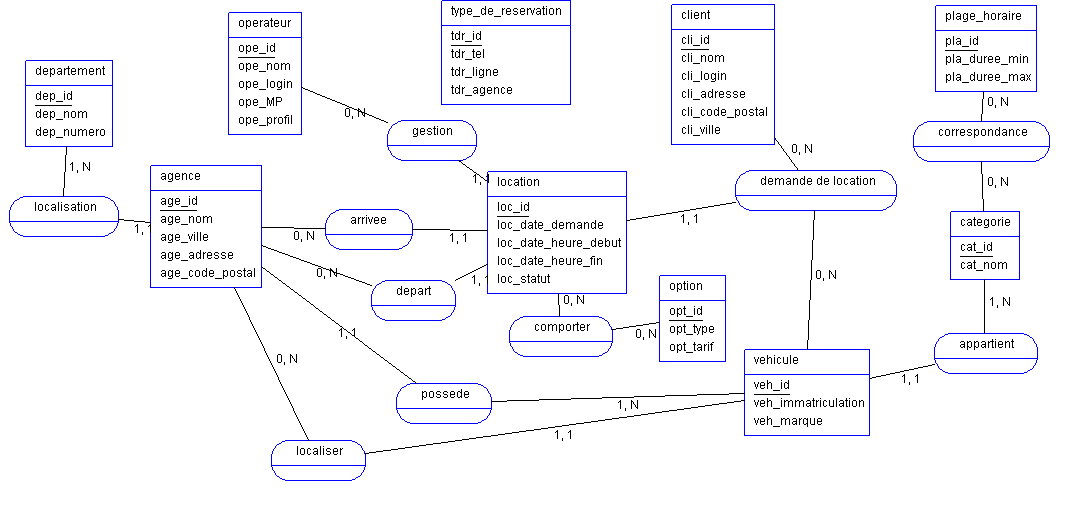 departement
dep_id
dep_nom
dep_numero
operateur
ope_id
ope_nom
ope_login
ope_MP
ope_profil
type_de_reservation
tdr_id
tdr_tel
tdr_ligne
tdr_agence
client
cli_id
cli_nom
cli_login
cli_adresse
cli_code_postal
cli_ville
plage_horaire
pla_id
pla_duree_min
pla_duree_max
0, N
gestion
0, N
correspondance
0, N
1, N
localisation
1,
agence
age_id
age_nom
age_ville
age_adresse
age_code_postal
1,
location
loc_id
loc_date_demande
loc_date_heure_debut
loc_date_heure_fin
loc_statut
demande de location
1, 1
0, N
categorie
cat_id
cat_nom
arrivee
0, N
1, 1
0, N
depart
1,
0, N
comporter
0, N
option
opt_id
opt_type
opt_tarif
0, N
1, N
appartient
1, 1
1, 1
0, N
possede
1, N
vehicule
veh_id
veh_immatriculation
veh_marque
localiser
1, 1